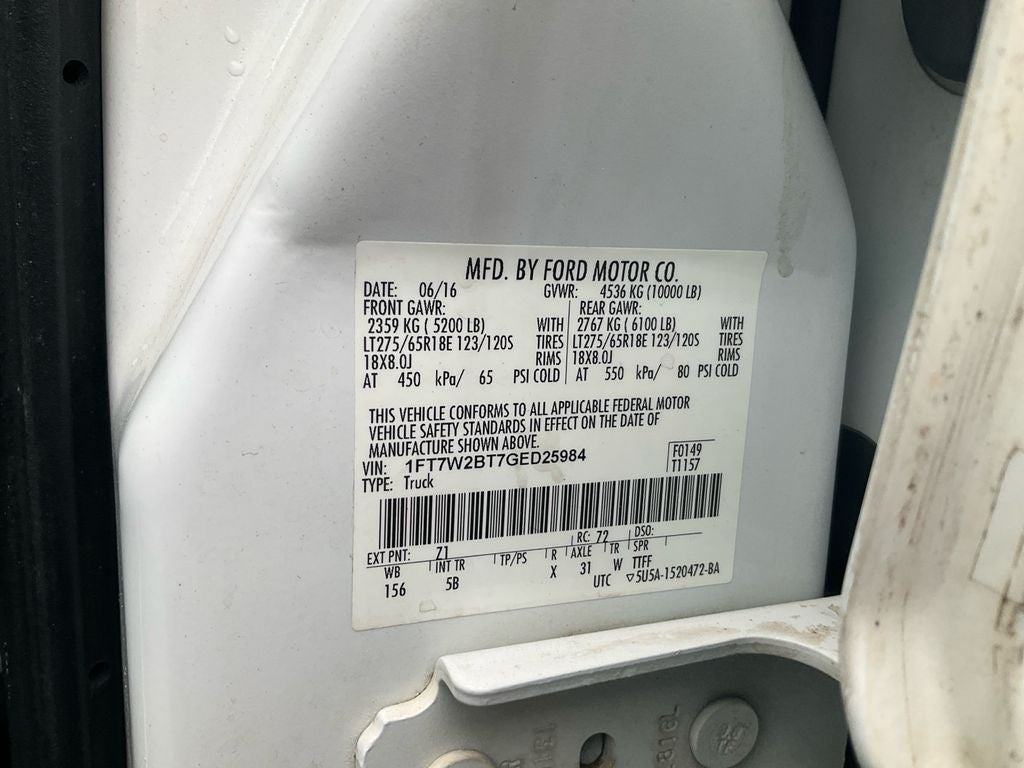 MFD. BY FORD MOTOR CO.
DATE: 06/16 GVWR: 4536 KG (10000 LB)
FRONT GAWR: REAR GAWR:
2359 KG ( 5200 LB) WITH 2767 KG ( 6100 LB) WITH
LT275/65R18E 123/120S TIRES LT275/65R18E 123/120S TIRES
18X8.0J RIMS 18X8.0J RIMS
AT 450 kPa/ 65 PSI COLD AT 550 kPa/ 80 PSI COLD
THIS VEHICLE CONFORMS TO ALL APPLICABLE FEDERAL MOTOR
VEHICLE SAFETY STANDARDS IN EFFECT ON THE DATE OF
MANUFACTURE SHOWN ABOVE.
VIN: 1FT7W2BT7GED25984 F0149
TYPE: Truck T1157
EXT PNT: Z1 RC: 72 DSO:
WB INT TR TP/PS R AXLE TR SPR
156 5B X 31 W TTFF
UTC ▽5U5A-1520472-BA